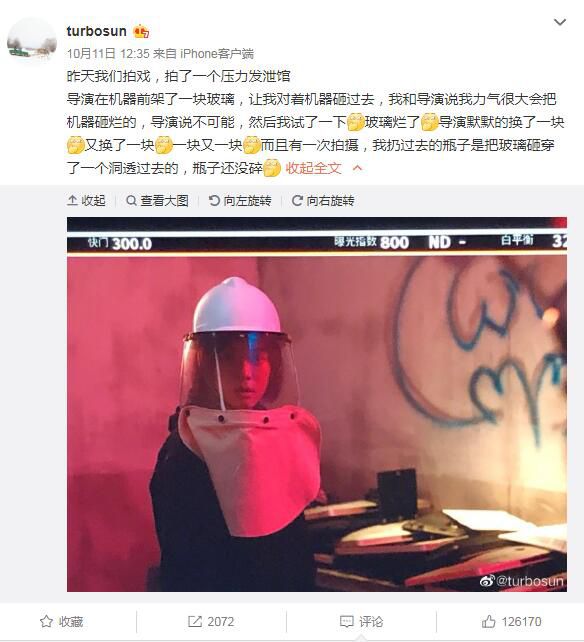 turbosun
10月11日 12:35 来自 iPhone客户端
昨天我们拍戏，拍了一个压力发泄馆
导演在机器前架了一块玻璃，让我对着机器砸过去，我和导演说我力气很大会把
机器砸烂的，导演说不可能，然后我试了一下玻璃烂了导演默默的换了一块
又换了一块一块又一块而且有一次拍摄，我扔过去的瓶子是把玻璃砸穿
了一个洞透过去的，瓶子还没碎 收起全文
收起 查看大图 向左旋转 向右旋转
快门 300.0 曝光指数 800 ND - 白平衡 32
@turbosun
收藏 2072 评论 126170